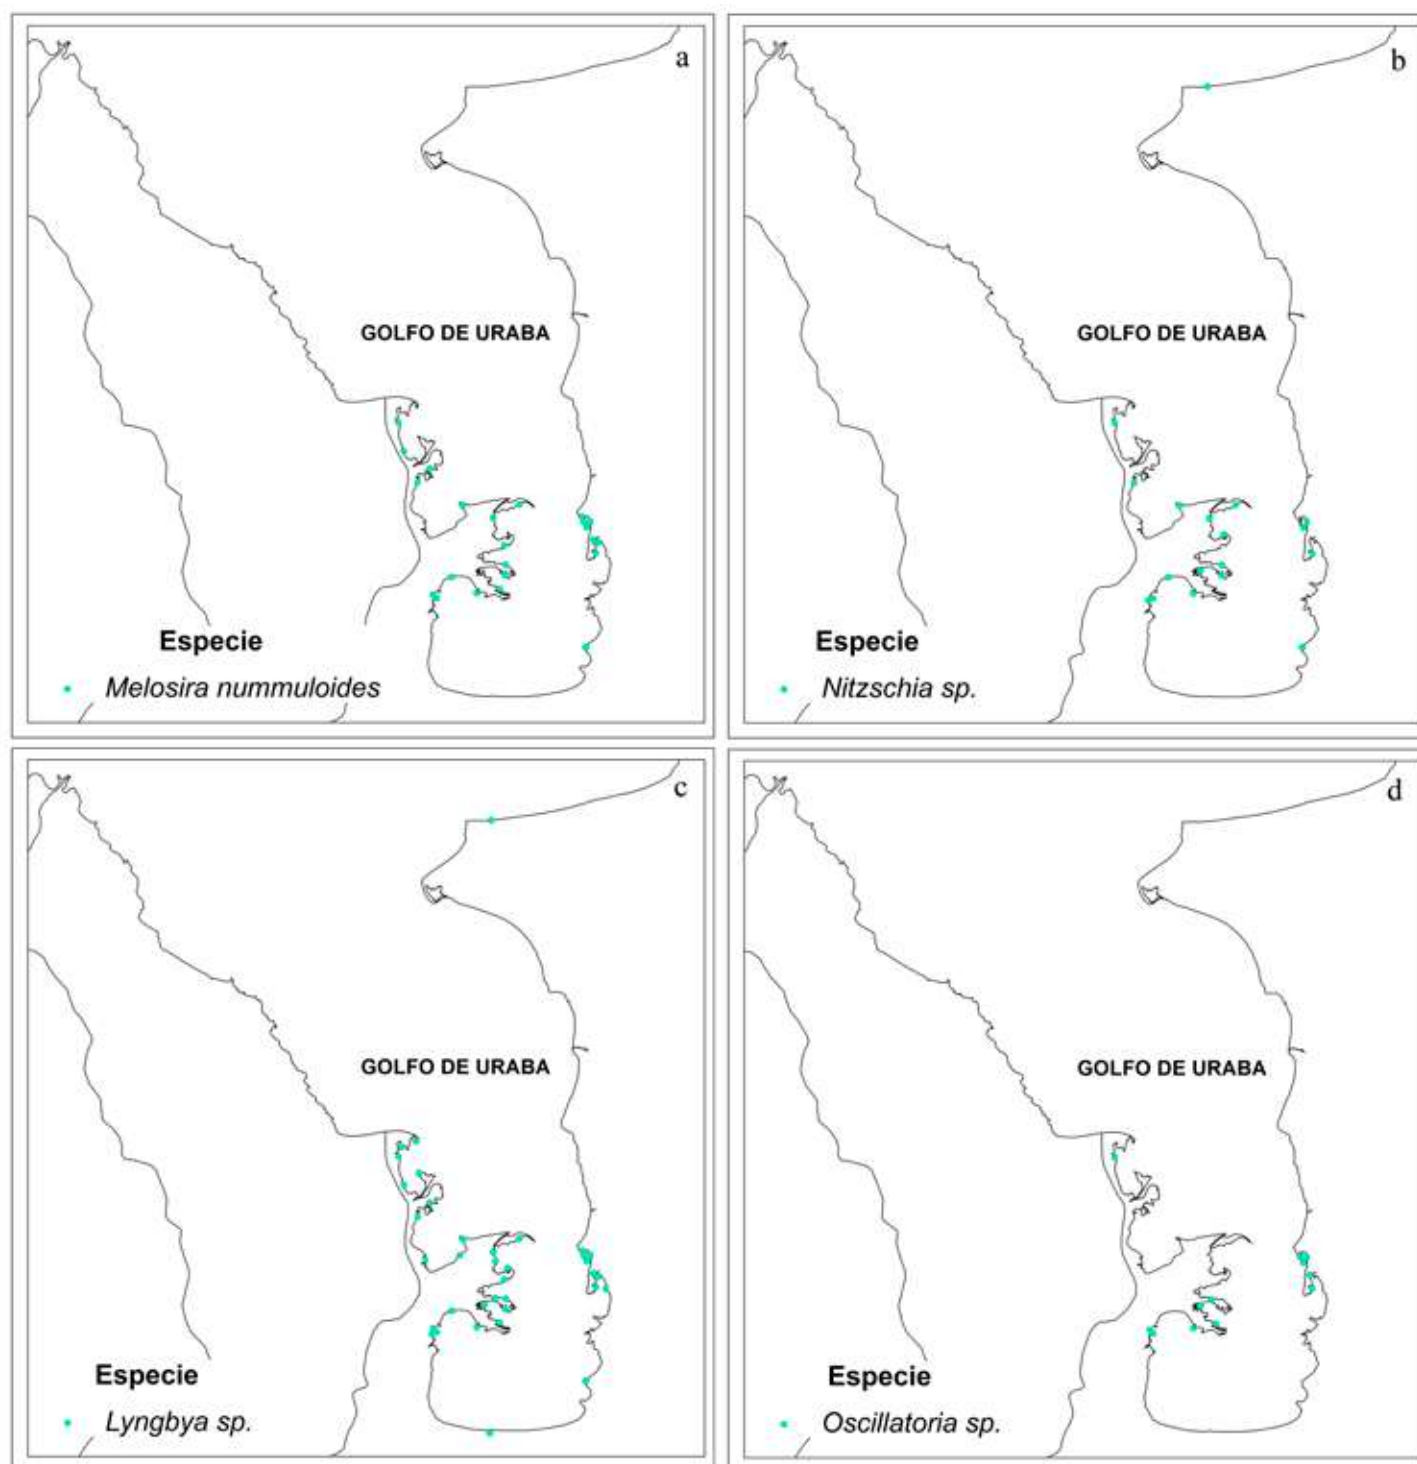 a
GOLFO DE URABA
Especie
Melosira nummuloides
b
GOLFO DE URABA
Especie
Nitzschia sp.
c
GOLFO DE URABA
Especie
Lyngbya sp.
d
GOLFO DE URABA
Especie
Oscillatoria sp.